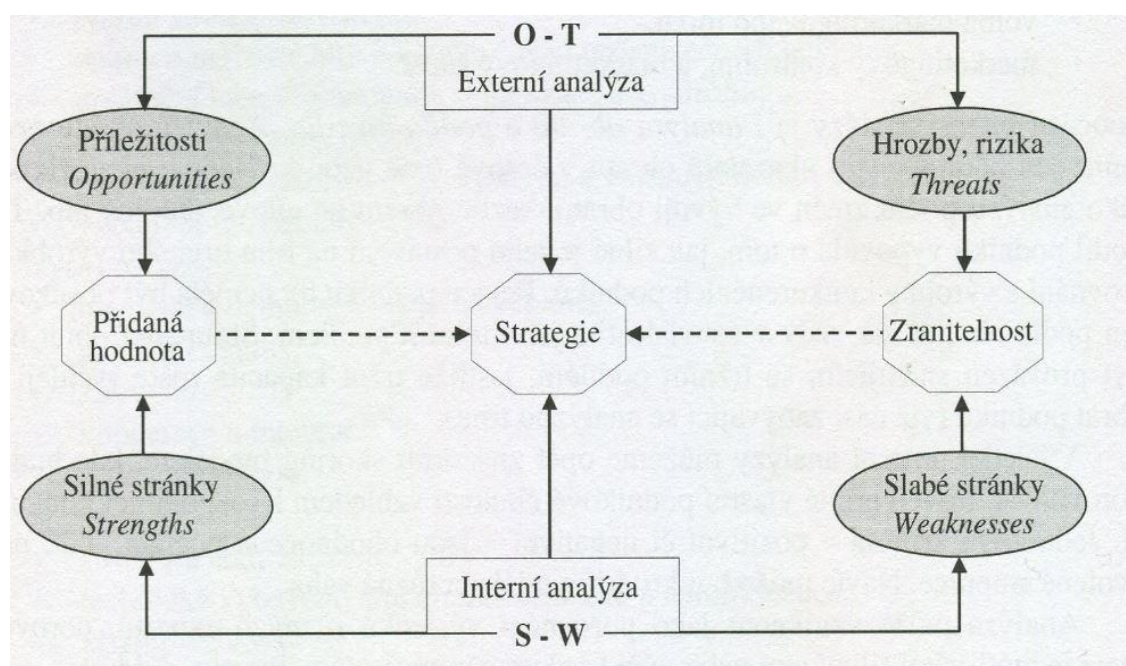 O - T
Externí analýza
Příležitosti
Opportunities
Hrozby, rizika
Threats
Přidaná
hodnota
Strategie
Zranitelnost
Silné stránky
Strengths
Slabé stránky
Weaknesses
Interní analýza
S - W